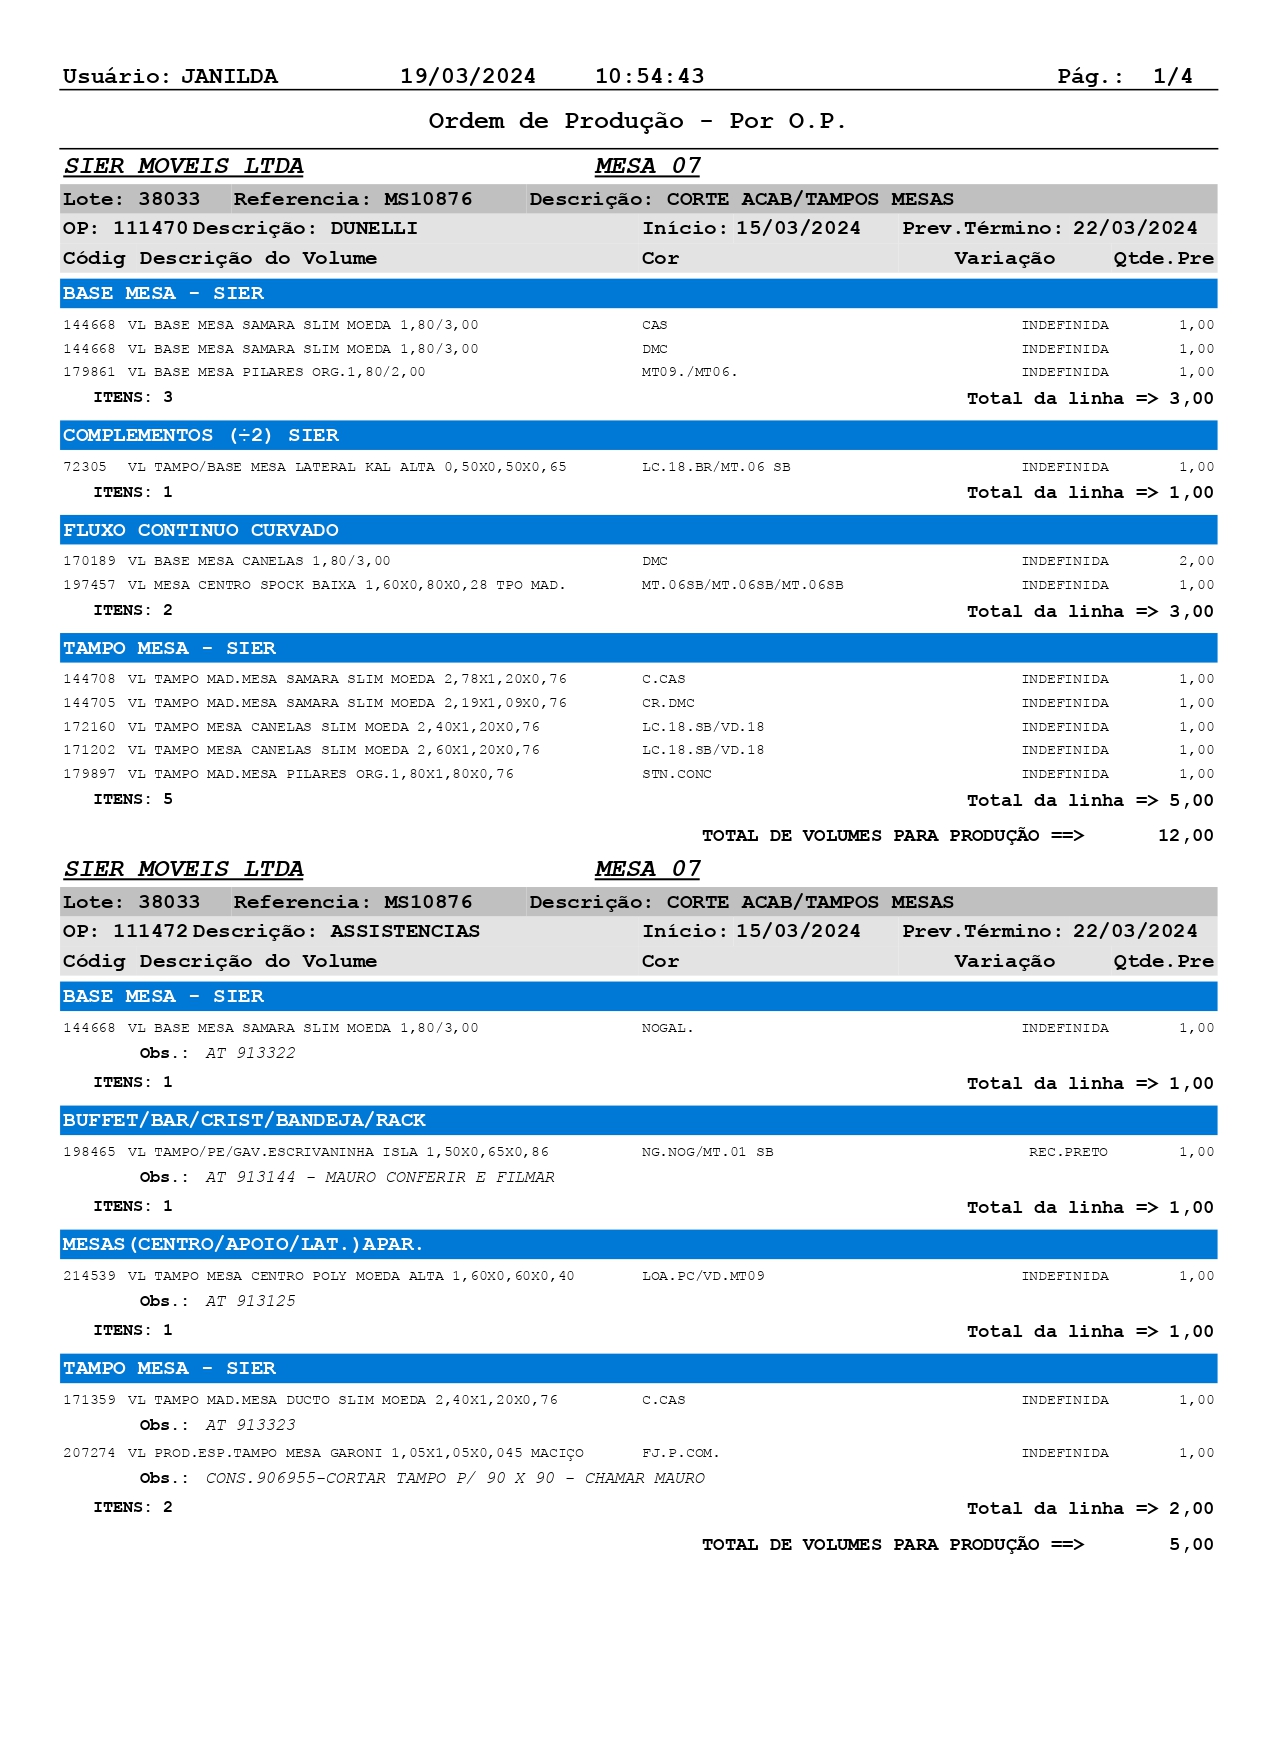 Usuário: JANILDA 19/03/2024 10:54:43 Pág.: 1/4
Ordem de Produção - Por O.P.
SIER MOVEIS LTDA MESA 07
Lote: 38033 Referencia: MS10876 Descrição: CORTE ACAB/TAMPOS MESAS
OP: 111470 Descrição: DUNELLI Início: 15/03/2024 Prev.Término: 22/03/2024
Códig Descrição do Volume Cor Variação Qtde.Pre
BASE MESA - SIER
144668 VL BASE MESA SAMARA SLIM MOEDA 1,80/3,00 CAS INDEFINIDA 1,00
144668 VL BASE MESA SAMARA SLIM MOEDA 1,80/3,00 DMC INDEFINIDA 1,00
179861 VL BASE MESA PILARES ORG.1,80/2,00 MT09./MT06. INDEFINIDA 1,00
ITENS: 3 Total da linha => 3,00
COMPLEMENTOS (÷2) SIER
72305 VL TAMPO/BASE MESA LATERAL KAL ALTA 0,50X0,50X0,65 LC.18.BR/MT.06 SB INDEFINIDA 1,00
ITENS: 1 Total da linha => 1,00
FLUXO CONTINUO CURVADO
170189 VL BASE MESA CANELAS 1,80/3,00 DMC INDEFINIDA 2,00
197457 VL MESA CENTRO SPOCK BAIXA 1,60X0,80X0,28 TPO MAD. MT.06SB/MT.06SB/MT.06SB INDEFINIDA 1,00
ITENS: 2 Total da linha => 3,00
TAMPO MESA - SIER
144708 VL TAMPO MAD.MESA SAMARA SLIM MOEDA 2,78X1,20X0,76 C.CAS INDEFINIDA 1,00
144705 VL TAMPO MAD.MESA SAMARA SLIM MOEDA 2,19X1,09X0,76 CR.DMC INDEFINIDA 1,00
172160 VL TAMPO MESA CANELAS SLIM MOEDA 2,40X1,20X0,76 LC.18.SB/VD.18 INDEFINIDA 1,00
171202 VL TAMPO MESA CANELAS SLIM MOEDA 2,60X1,20X0,76 LC.18.SB/VD.18 INDEFINIDA 1,00
179897 VL TAMPO MAD.MESA PILARES ORG.1,80X1,80X0,76 STN.CONC INDEFINIDA 1,00
ITENS: 5 Total da linha => 5,00
TOTAL DE VOLUMES PARA PRODUÇÃO ==> 12,00
SIER MOVEIS LTDA MESA 07
Lote: 38033 Referencia: MS10876 Descrição: CORTE ACAB/TAMPOS MESAS
OP: 111472 Descrição: ASSISTENCIAS Início: 15/03/2024 Prev.Término: 22/03/2024
Códig Descrição do Volume Cor Variação Qtde.Pre
BASE MESA - SIER
144668 VL BASE MESA SAMARA SLIM MOEDA 1,80/3,00 NOGAL. INDEFINIDA 1,00
Obs.: AT 913322
ITENS: 1 Total da linha => 1,00
BUFFET/BAR/CRIST/BANDEJA/RACK
198465 VL TAMPO/PE/GAV.ESCRIVANINHA ISLA 1,50X0,65X0,86 NG.NOG/MT.01 SB REC.PRETO 1,00
Obs.: AT 913144 - MAURO CONFERIR E FILMAR
ITENS: 1 Total da linha => 1,00
MESAS(CENTRO/APOIO/LAT.)APAR.
214539 VL TAMPO MESA CENTRO POLY MOEDA ALTA 1,60X0,60X0,40 LOA.PC/VD.MT09 INDEFINIDA 1,00
Obs.: AT 913125
ITENS: 1 Total da linha => 1,00
TAMPO MESA - SIER
171359 VL TAMPO MAD.MESA DUCTO SLIM MOEDA 2,40X1,20X0,76 C.CAS INDEFINIDA 1,00
Obs.: AT 913323
207274 VL PROD.ESP.TAMPO MESA GARONI 1,05X1,05X0,045 MACIÇO FJ.P.COM. INDEFINIDA 1,00
Obs.: CONS.906955-CORTAR TAMPO P/ 90 X 90 - CHAMAR MAURO
ITENS: 2 Total da linha => 2,00
TOTAL DE VOLUMES PARA PRODUÇÃO ==> 5,00